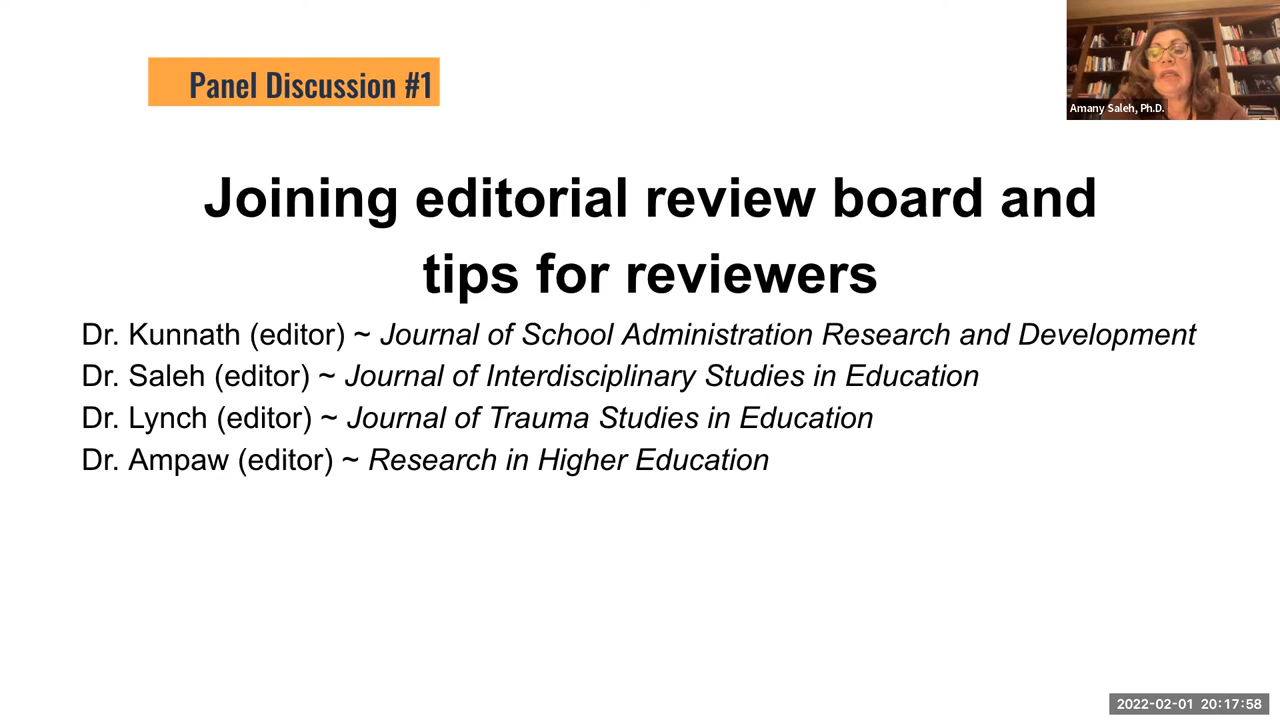 Panel Discussion #1
Amany Saleh, Ph.D.
Joining editorial review board and
tips for reviewers
Dr. Kunnath (editor) ~ Journal of School Administration Research and Development
Dr. Saleh (editor) ~ Journal of Interdisciplinary Studies in Education
Dr. Lynch (editor) ~ Journal of Trauma Studies in Education
Dr. Ampaw (editor) ~ Research in Higher Education
2022-02-01 20:17:58